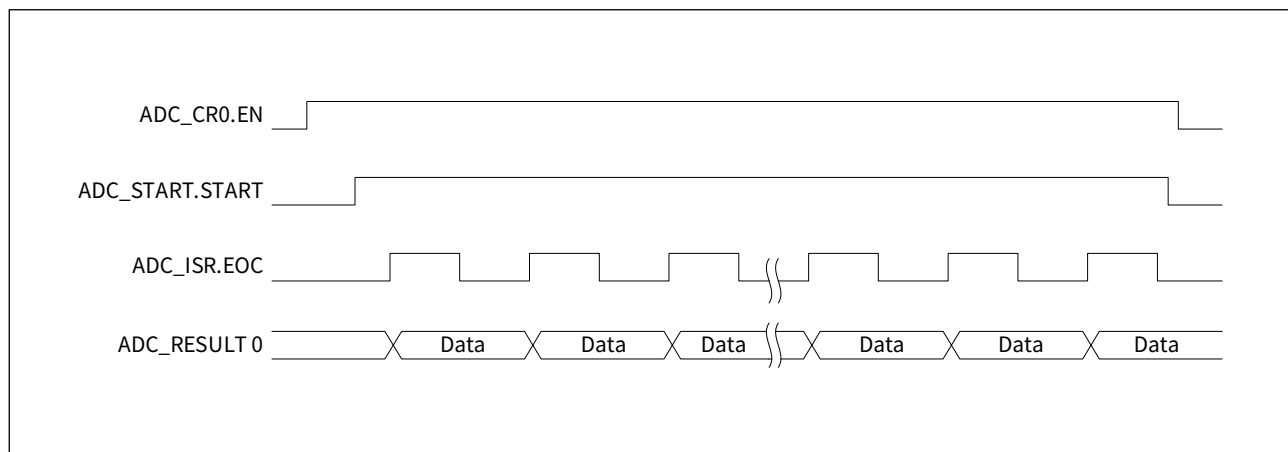 ADC_CR0.EN
ADC_START.START
ADC_ISR.EOC
ADC_RESULT 0 Data Data Data Data Data Data